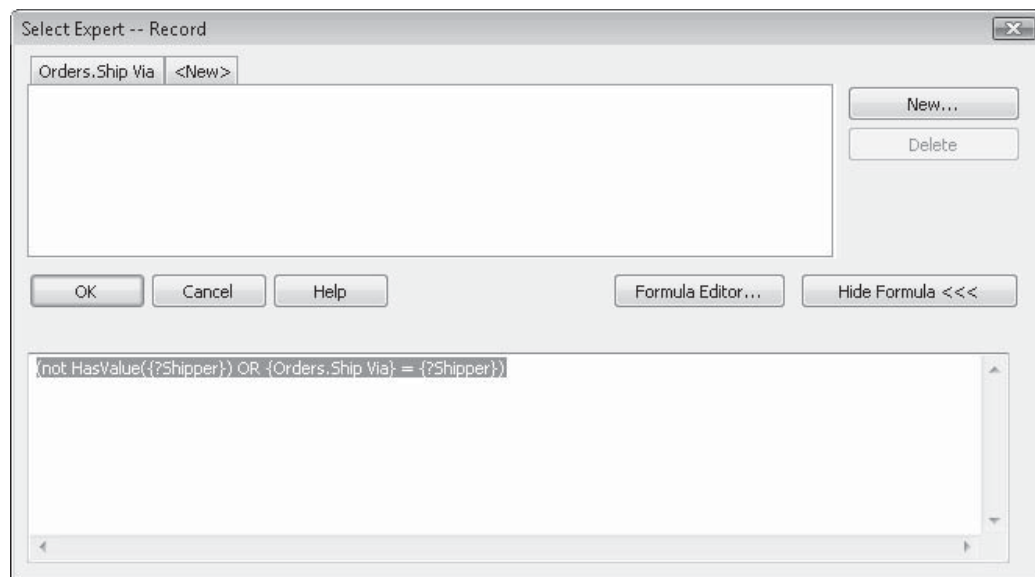 Select Expert -- Record
Orders.Ship Via <New>
New...
Delete
OK Cancel Help Formula Editor... Hide Formula <<<
(not HasValue({?Shipper}) OR {Orders.Ship Via} = {?Shipper})